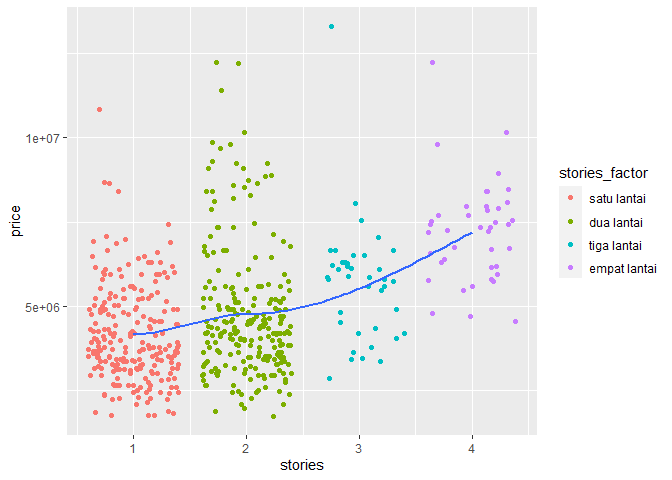 1e+07
5e+06
price
1
2
3
4
stories
stories_factor
satu lantai
dua lantai
tiga lantai
empat lantai